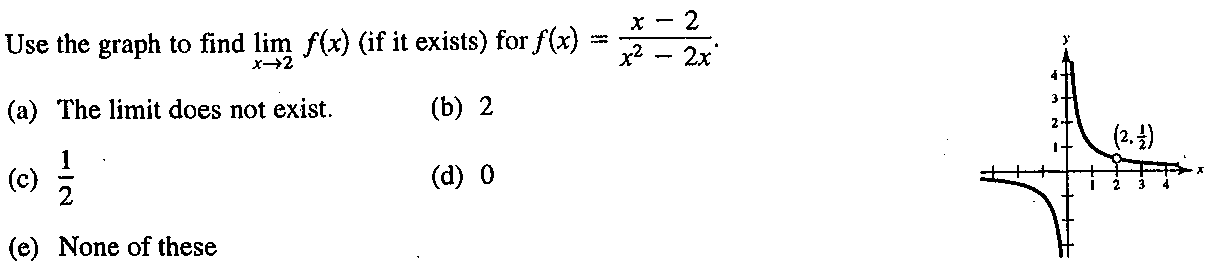 Use the graph to find lim x→2 f(x) (if it exists) for f(x) = (x − 2)/(x² − 2x).
(a) The limit does not exist.
(b) 2
(c) 1/2
(d) 0
(e) None of these
y
4
3
2
1
(2, 1/2)
1 2 3 4
x